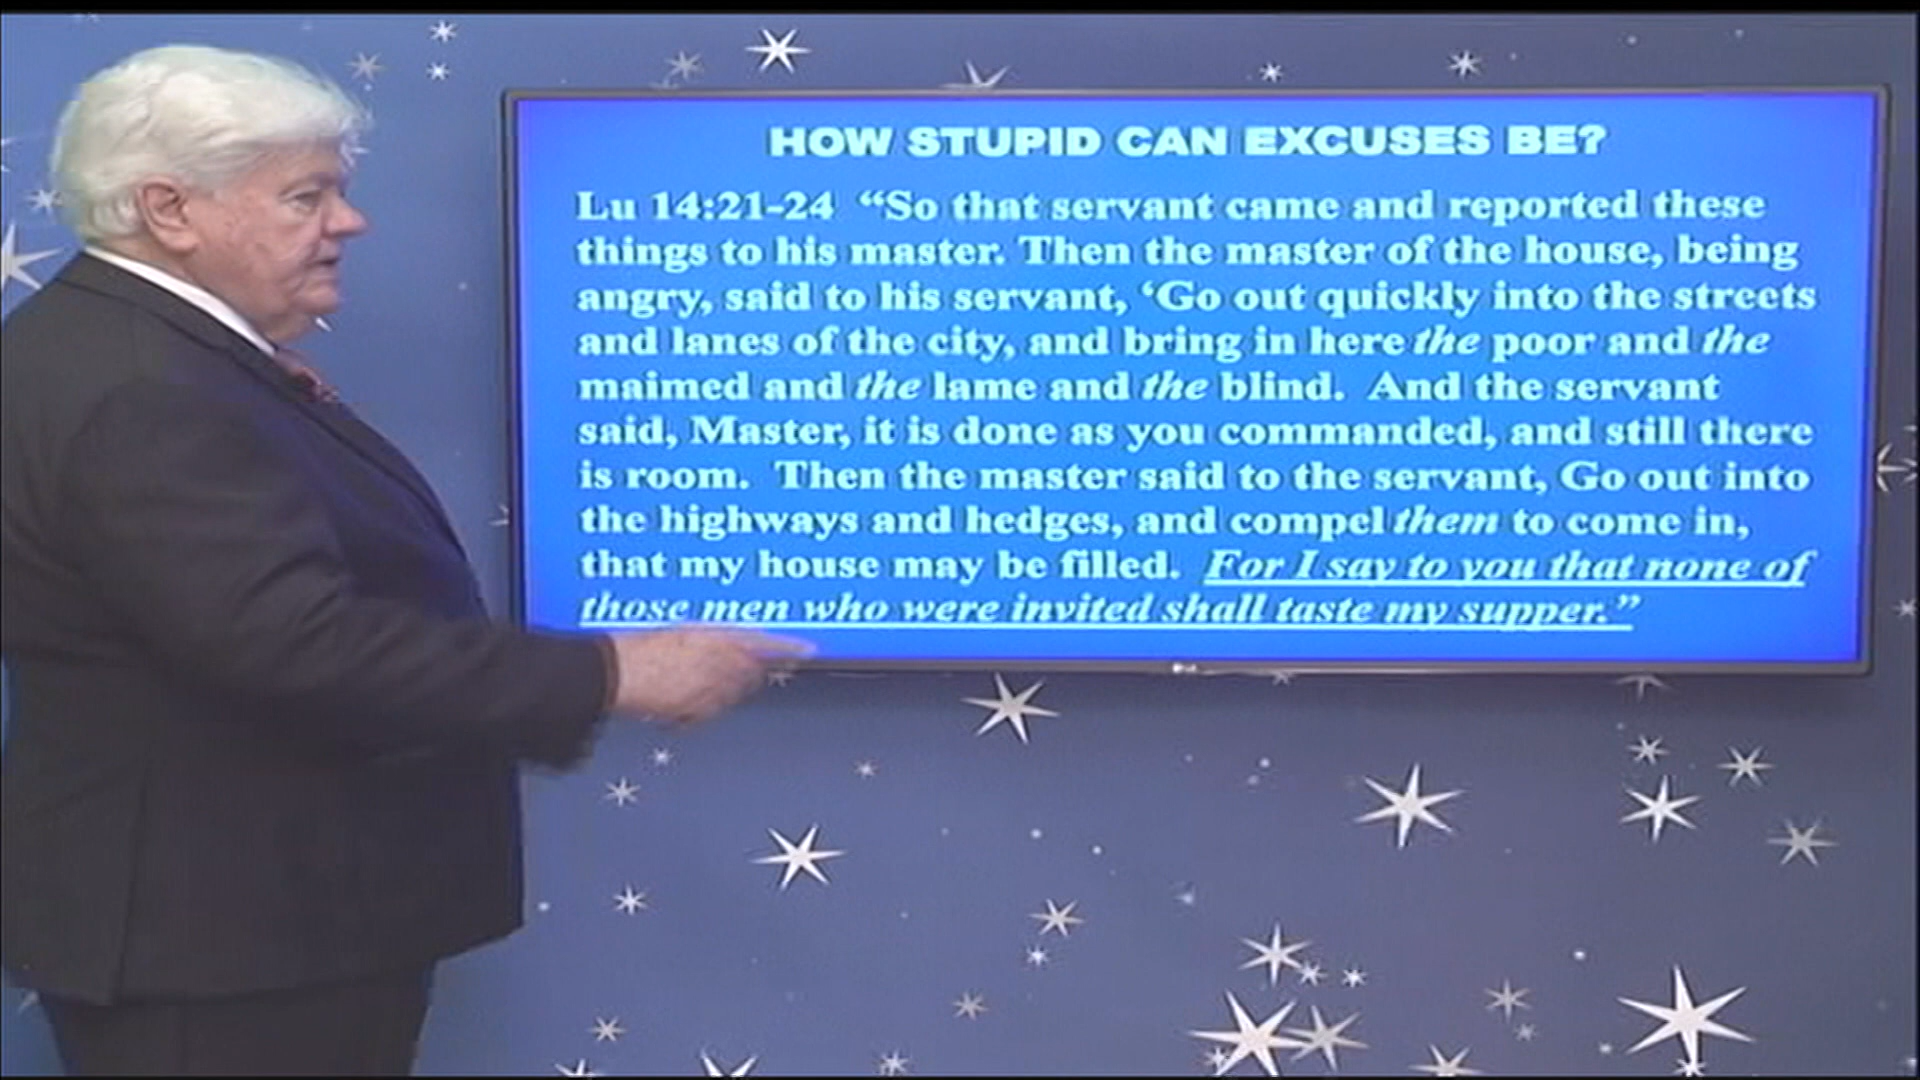 HOW STUPID CAN EXCUSES BE?
Lu 14:21-24 “So that servant came and reported these
things to his master. Then the master of the house, being
angry, said to his servant, ‘Go out quickly into the streets
and lanes of the city, and bring in here the poor and the
maimed and the lame and the blind. And the servant
said, Master, it is done as you commanded, and still there
is room. Then the master said to the servant, Go out into
the highways and hedges, and compel them to come in,
that my house may be filled. For I say to you that none of
those men who were invited shall taste my supper.”